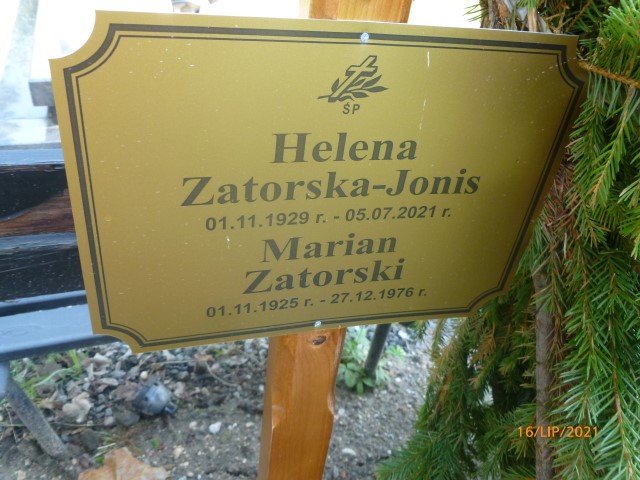 ŚP
Helena
Zatorska-Jonis
01.11.1929 r. - 05.07.2021 r.
Marian
Zatorski
01.11.1925 r. - 27.12.1976 r.
16/LIP/2021